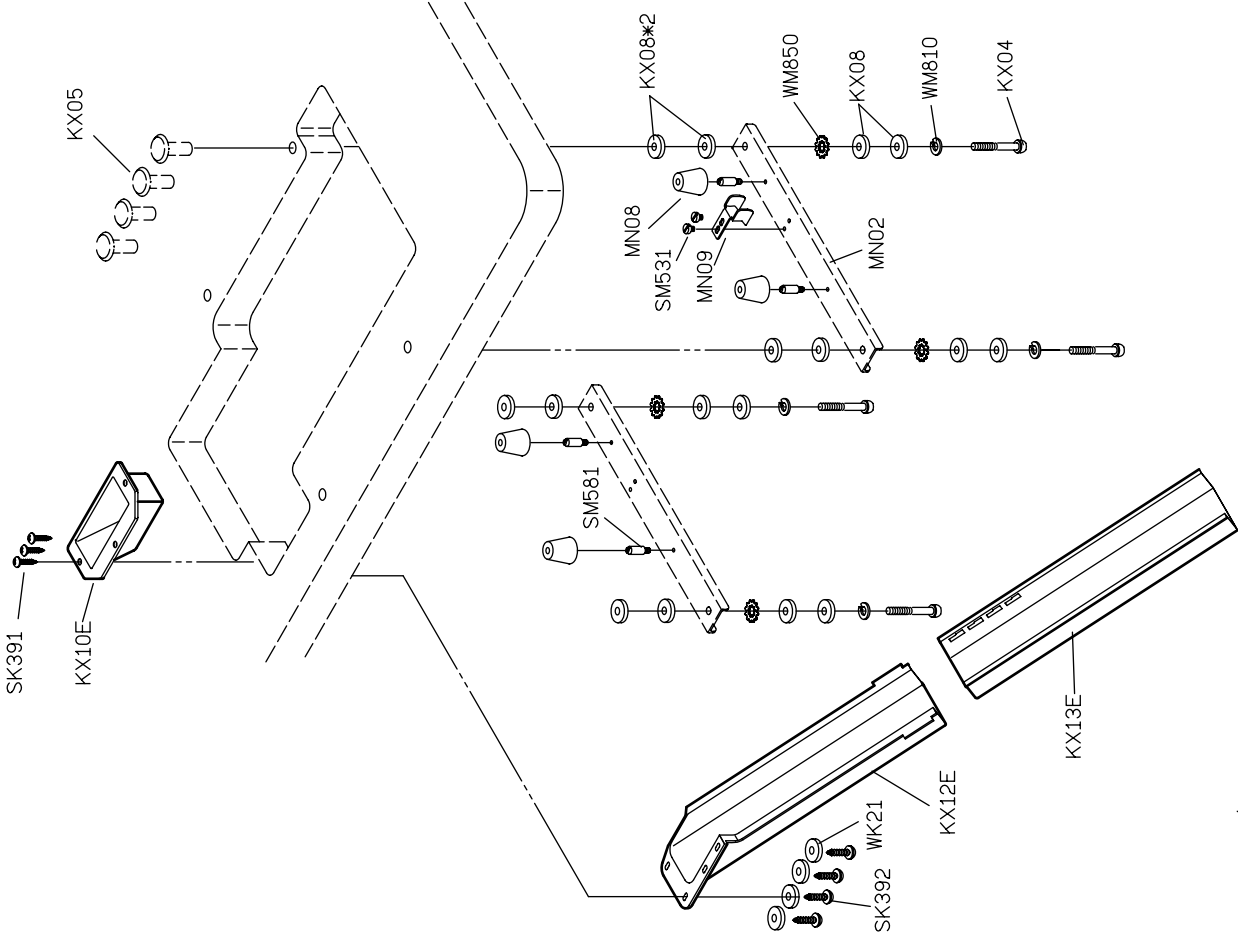 SK391
KX10E
KX05
KX08*2
WM850
KX08
WM810
KX04
MN08
SM531
MN09
MN02
SM581
KX13E
KX12E
WK21
SK392